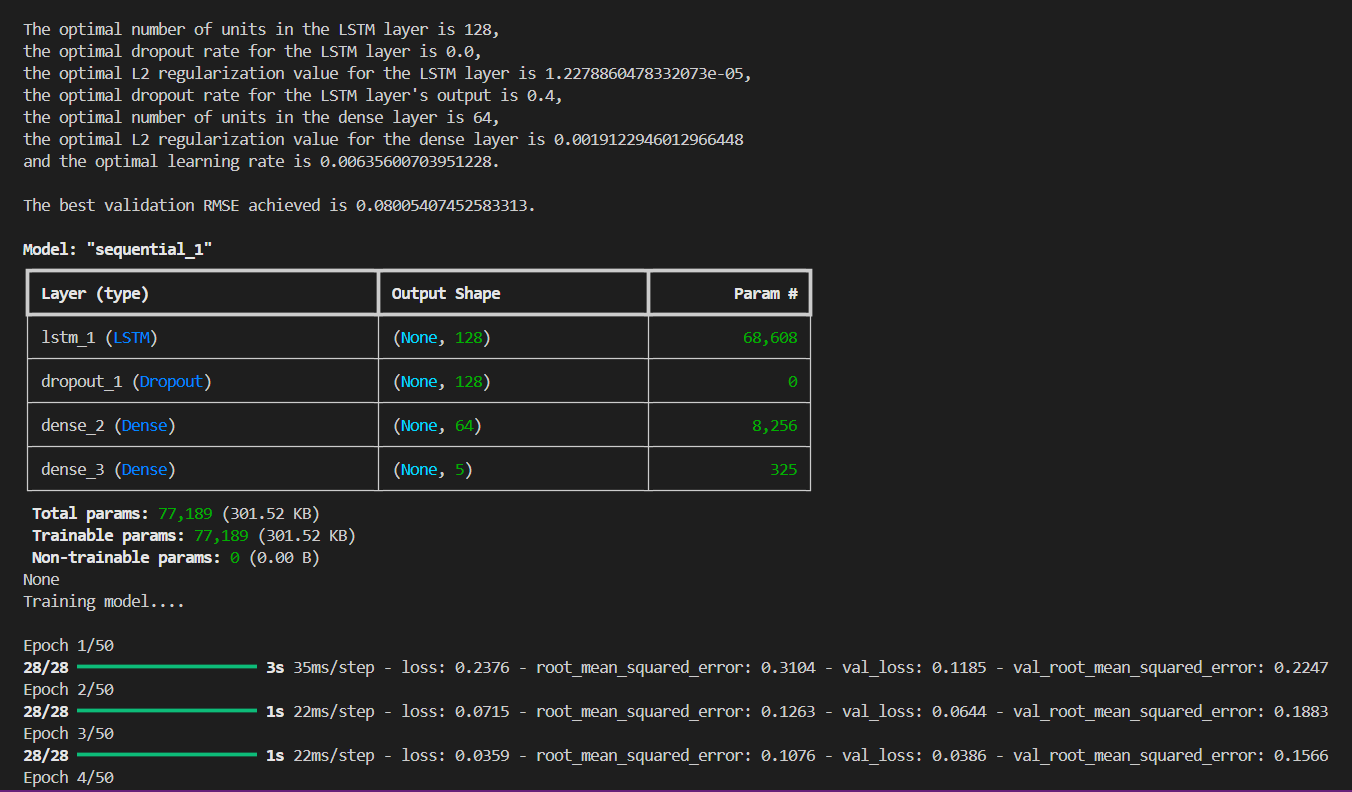 The optimal number of units in the LSTM layer is 128,
the optimal dropout rate for the LSTM layer is 0.0,
the optimal L2 regularization value for the LSTM layer is 1.2278860478332073e-05,
the optimal dropout rate for the LSTM layer's output is 0.4,
the optimal number of units in the dense layer is 64,
the optimal L2 regularization value for the dense layer is 0.0019122946012966448
and the optimal learning rate is 0.00635600703951228.
The best validation RMSE achieved is 0.08005407452583313.
Model: "sequential_1"
Layer (type) Output Shape Param #
lstm_1 (LSTM) (None, 128) 68,608
dropout_1 (Dropout) (None, 128) 0
dense_2 (Dense) (None, 64) 8,256
dense_3 (Dense) (None, 5) 325
Total params: 77,189 (301.52 KB)
Trainable params: 77,189 (301.52 KB)
Non-trainable params: 0 (0.00 B)
None
Training model....
Epoch 1/50
28/28 3s 35ms/step - loss: 0.2376 - root_mean_squared_error: 0.3104 - val_loss: 0.1185 - val_root_mean_squared_error: 0.2247
Epoch 2/50
28/28 1s 22ms/step - loss: 0.0715 - root_mean_squared_error: 0.1263 - val_loss: 0.0644 - val_root_mean_squared_error: 0.1883
Epoch 3/50
28/28 1s 22ms/step - loss: 0.0359 - root_mean_squared_error: 0.1076 - val_loss: 0.0386 - val_root_mean_squared_error: 0.1566
Epoch 4/50